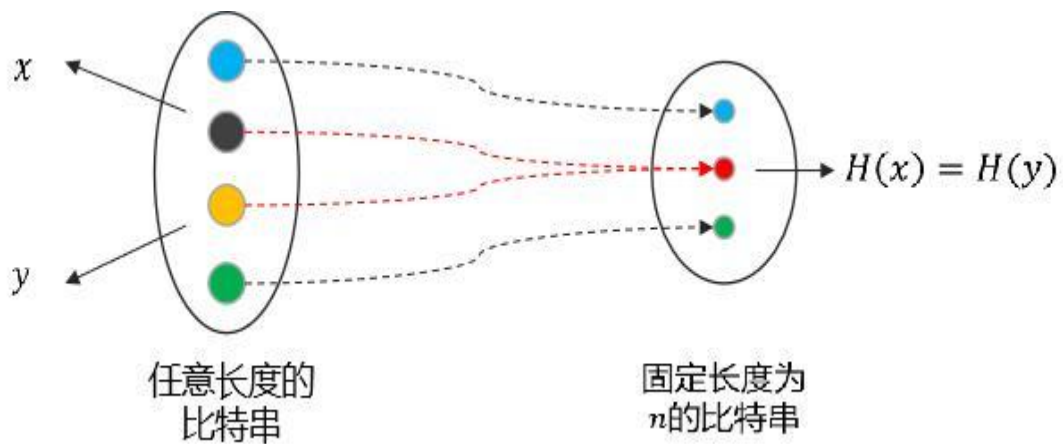 x
y
H(x) = H(y)
任意长度的
比特串
固定长度为
n的比特串